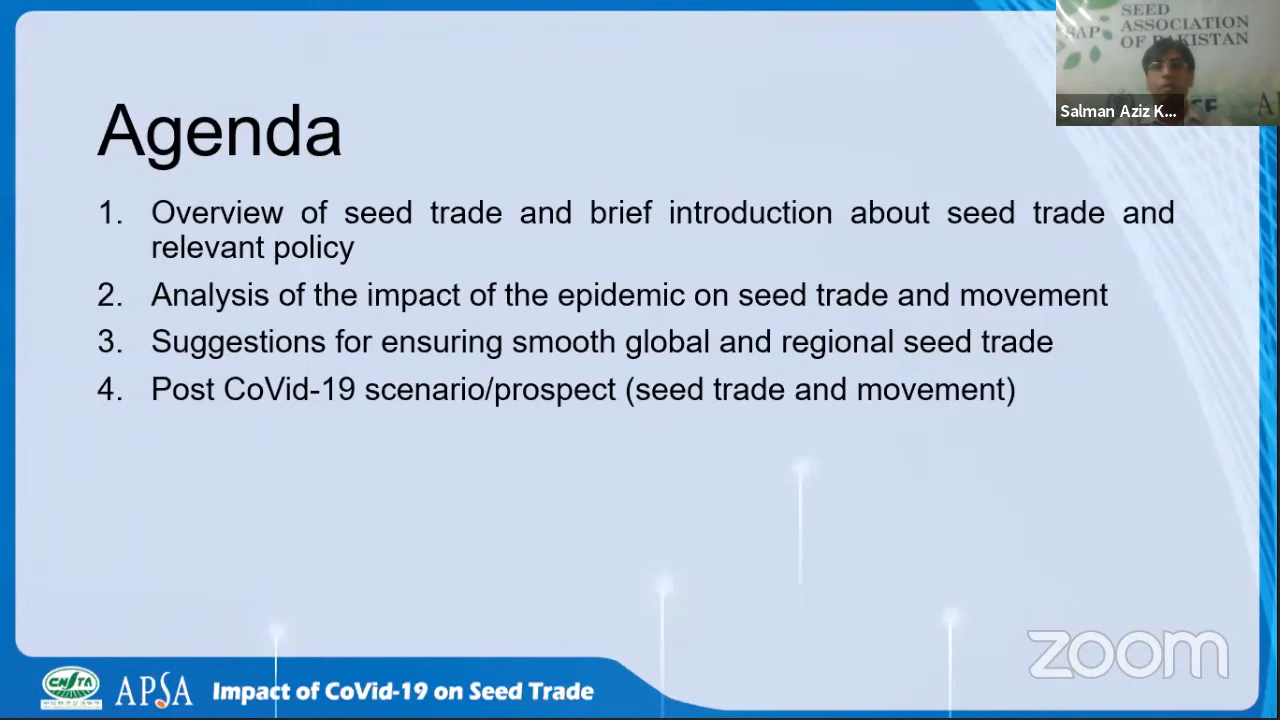 SEED
ASSOCIATION
OF PAKISTAN
SAP
Salman Aziz K...
Agenda
1. Overview of seed trade and brief introduction about seed trade and
relevant policy
2. Analysis of the impact of the epidemic on seed trade and movement
3. Suggestions for ensuring smooth global and regional seed trade
4. Post CoVid-19 scenario/prospect (seed trade and movement)
zoom
CNSTA
APSA
Impact of CoVid-19 on Seed Trade